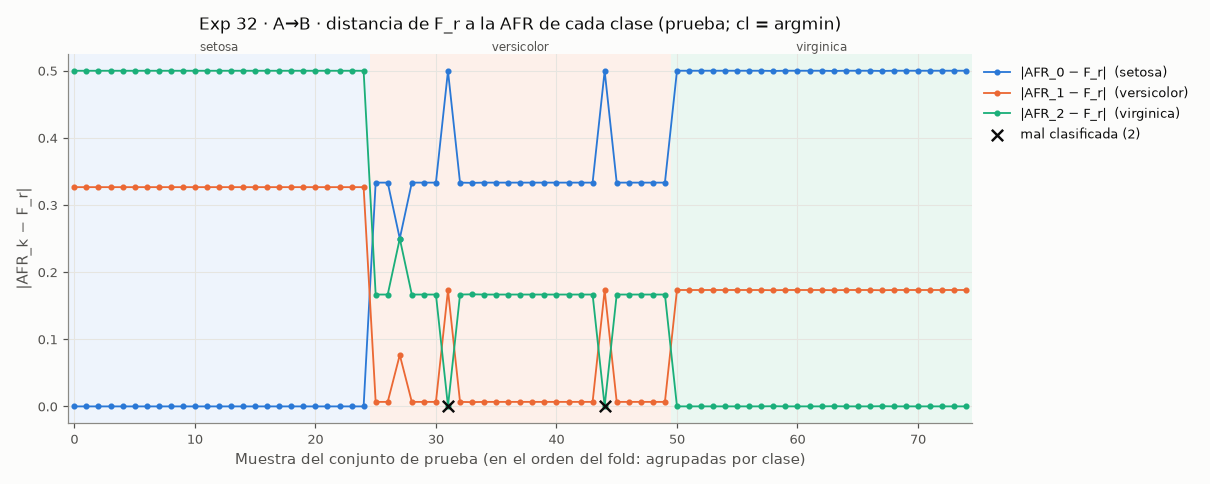 Exp 32 · A→B · distancia de F_r a la AFR de cada clase (prueba; cl = argmin)
setosa
versicolor
virginica
|AFR_0 − F_r| (setosa)
|AFR_1 − F_r| (versicolor)
|AFR_2 − F_r| (virginica)
mal clasificada (2)
|AFR_k − F_r|
0.5
0.4
0.3
0.2
0.1
0.0
0
10
20
30
40
50
60
70
Muestra del conjunto de prueba (en el orden del fold: agrupadas por clase)